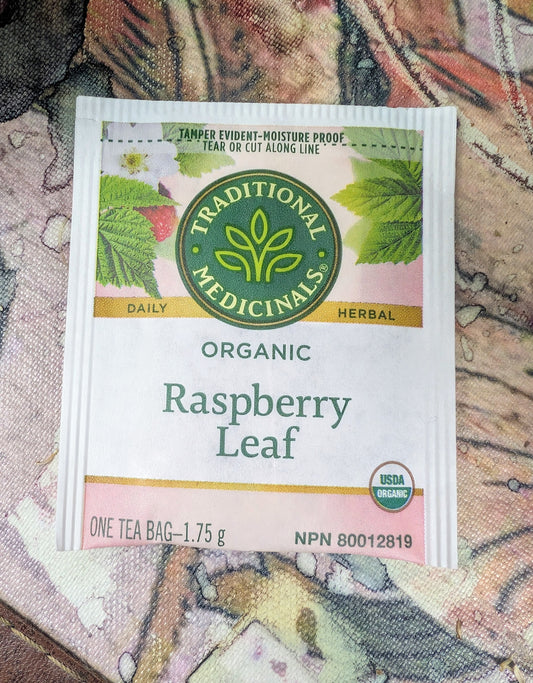 TAMPER EVIDENT-MOISTURE PROOF
TEAR OR CUT ALONG LINE
TRADITIONAL
MEDICINALS®
DAILY
HERBAL
ORGANIC
Raspberry
Leaf
USDA
ORGANIC
ONE TEA BAG–1.75 g
NPN 80012819